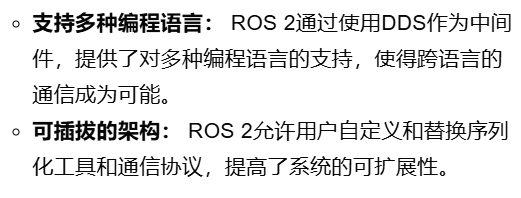 支持多种编程语言： ROS 2通过使用DDS作为中间
件，提供了对多种编程语言的支持，使得跨语言的
通信成为可能。
可插拔的架构： ROS 2允许用户自定义和替换序列
化工具和通信协议，提高了系统的可扩展性。